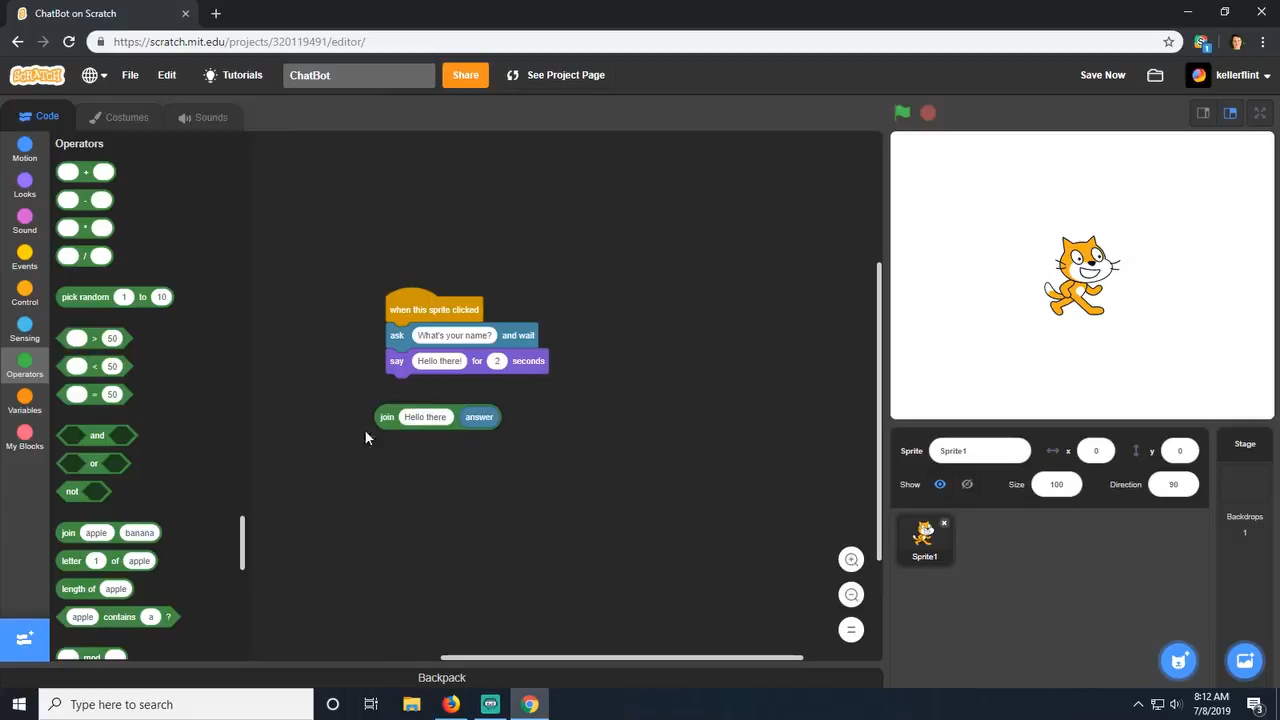 ChatBot on Scratch
https://scratch.mit.edu/projects/320119491/editor/
1
SCRATCH File Edit Tutorials ChatBot Share See Project Page Save Now kellerflint
Code Costumes Sounds
Motion
Looks
Sound
Events
Control
Sensing
Operators
Variables
My Blocks
Operators
+
-
*
/
pick random 1 to 10
> 50
< 50
= 50
and
or
not
join apple banana
letter 1 of apple
length of apple
apple contains a ?
mod
when this sprite clicked
ask What's your name? and wait
say Hello there! for 2 seconds
join Hello there answer
Sprite Sprite1 x 0 y 0
Show Size 100 Direction 90
Sprite1
Stage
Backdrops
1
Backpack
Type here to search
8:12 AM
7/8/2019
3